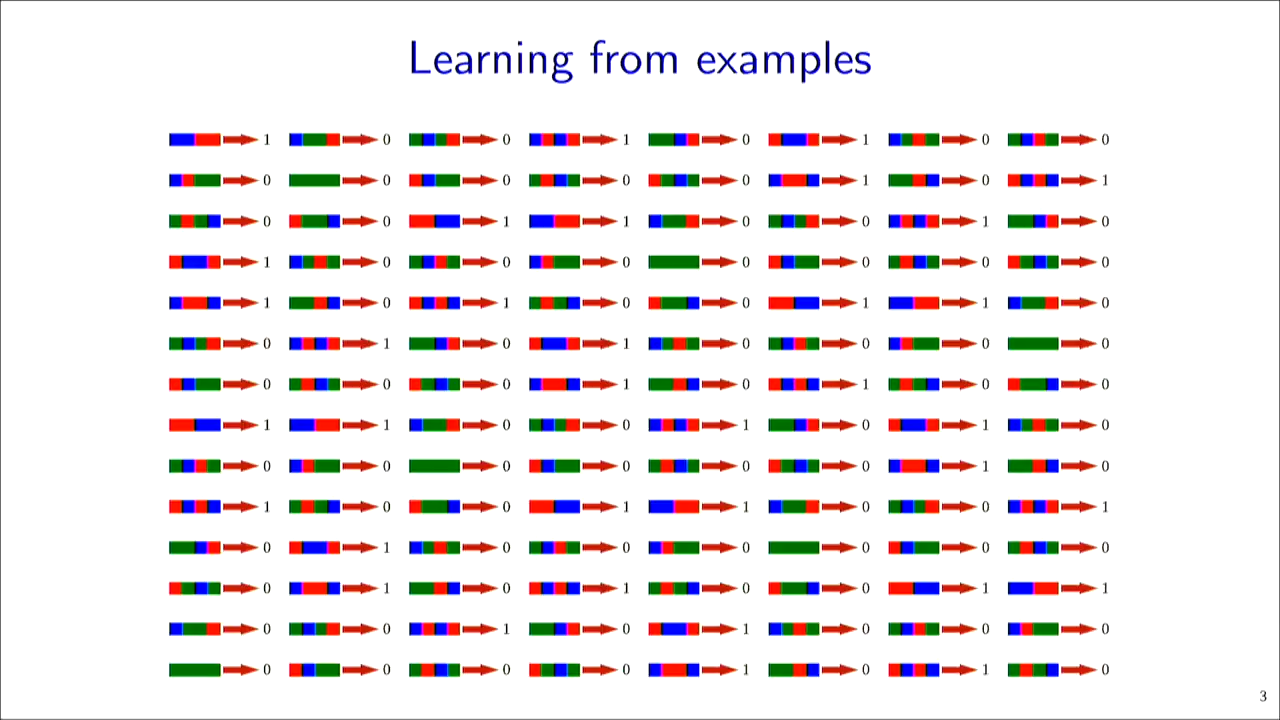 Learning from examples
1 0 0 1 0 1 0 0
0 0 0 0 0 1 0 1
0 0 1 1 0 0 1 0
1 0 0 0 0 0 0 0
1 0 1 0 0 1 1 0
0 1 0 1 0 0 0 0
0 0 0 1 0 1 0 0
1 1 0 0 1 0 1 0
0 0 0 0 0 0 1 0
1 0 0 1 1 0 0 1
0 1 0 0 0 0 0 0
0 1 0 1 0 0 1 1
0 0 1 0 1 0 0 0
0 0 0 0 1 0 1 0
3